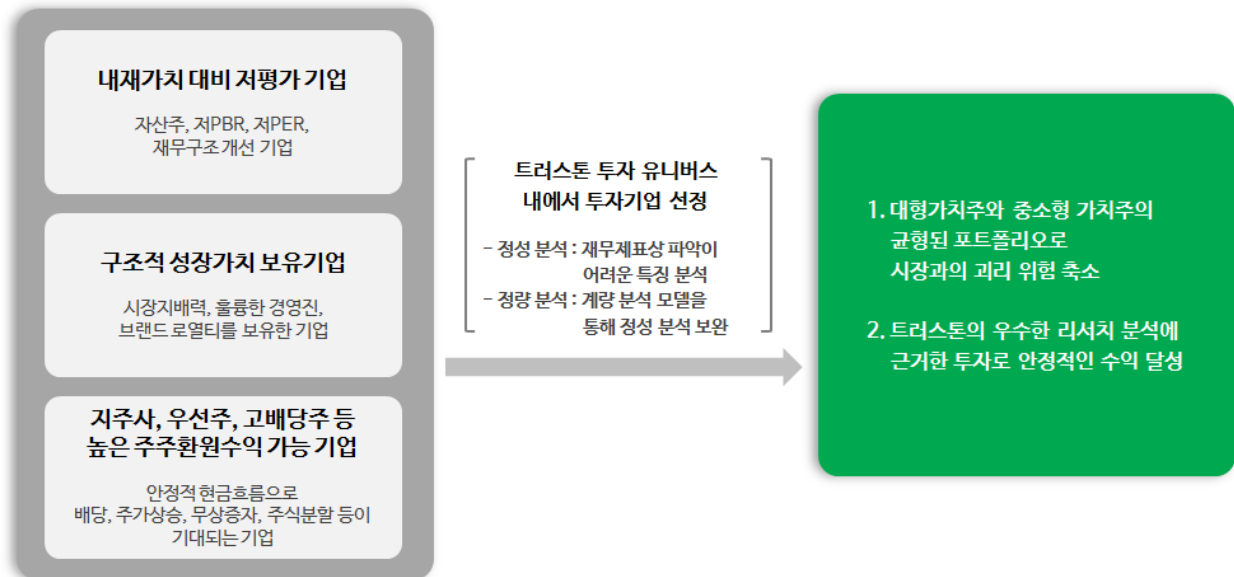 내재가치 대비 저평가 기업
자산주, 저PBR, 저PER,
재무구조개선 기업
구조적 성장가치 보유기업
시장지배력, 훌륭한 경영진,
브랜드 로열티를 보유한 기업
지주사, 우선주, 고배당주 등
높은 주주환원수익 가능 기업
안정적 현금흐름으로
배당, 주가상승, 무상증자, 주식분할 등이
기대되는 기업
트러스톤 투자 유니버스
내에서 투자기업 선정
- 정성 분석 : 재무제표상 파악이
어려운 특징 분석
- 정량 분석 : 계량 분석 모델을
통해 정성 분석 보완
1. 대형가치주와 중소형 가치주의
균형된 포트폴리오로
시장과의 괴리 위험 축소
2. 트러스톤의 우수한 리서치 분석에
근거한 투자로 안정적인 수익 달성